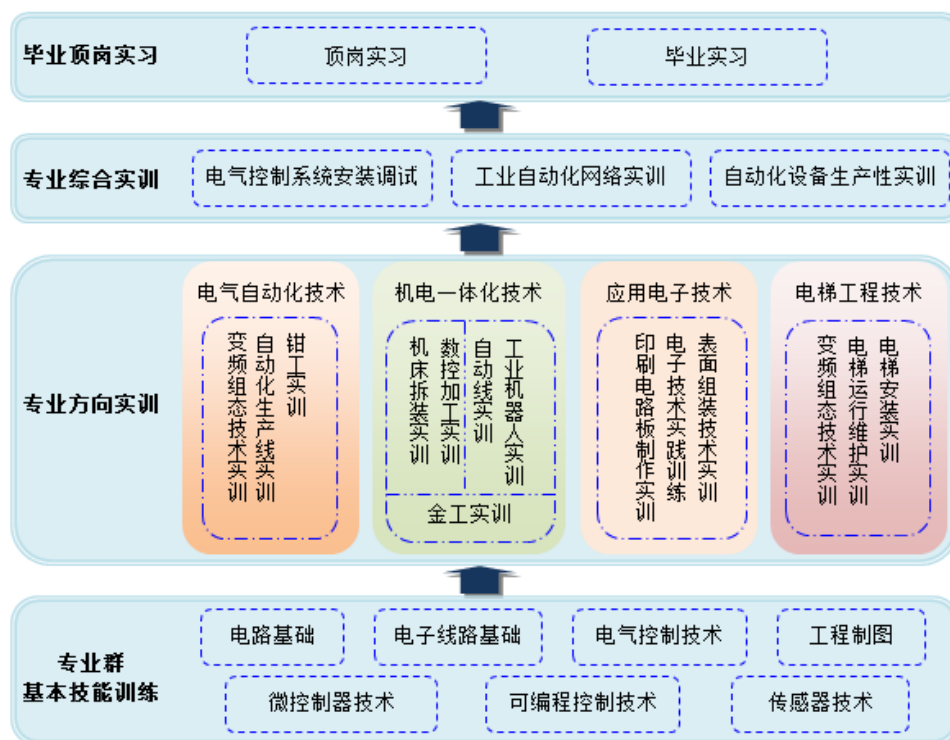 毕业顶岗实习
顶岗实习
毕业实习
专业综合实训
电气控制系统安装调试
工业自动化网络实训
自动化设备生产性实训
专业方向实训
电气自动化技术
变频组态技术实训
自动化生产线实训
钳工实训
机电一体化技术
机床拆装实训
数控加工实训
自动线实训
工业机器人实训
金工实训
应用电子技术
印刷电路板制作实训
电子技术实践训练
表面组装技术实训
电梯工程技术
变频组态技术实训
电梯运行维护实训
电梯安装实训
专业群
基本技能训练
电路基础
电子线路基础
电气控制技术
工程制图
微控制器技术
可编程控制技术
传感器技术